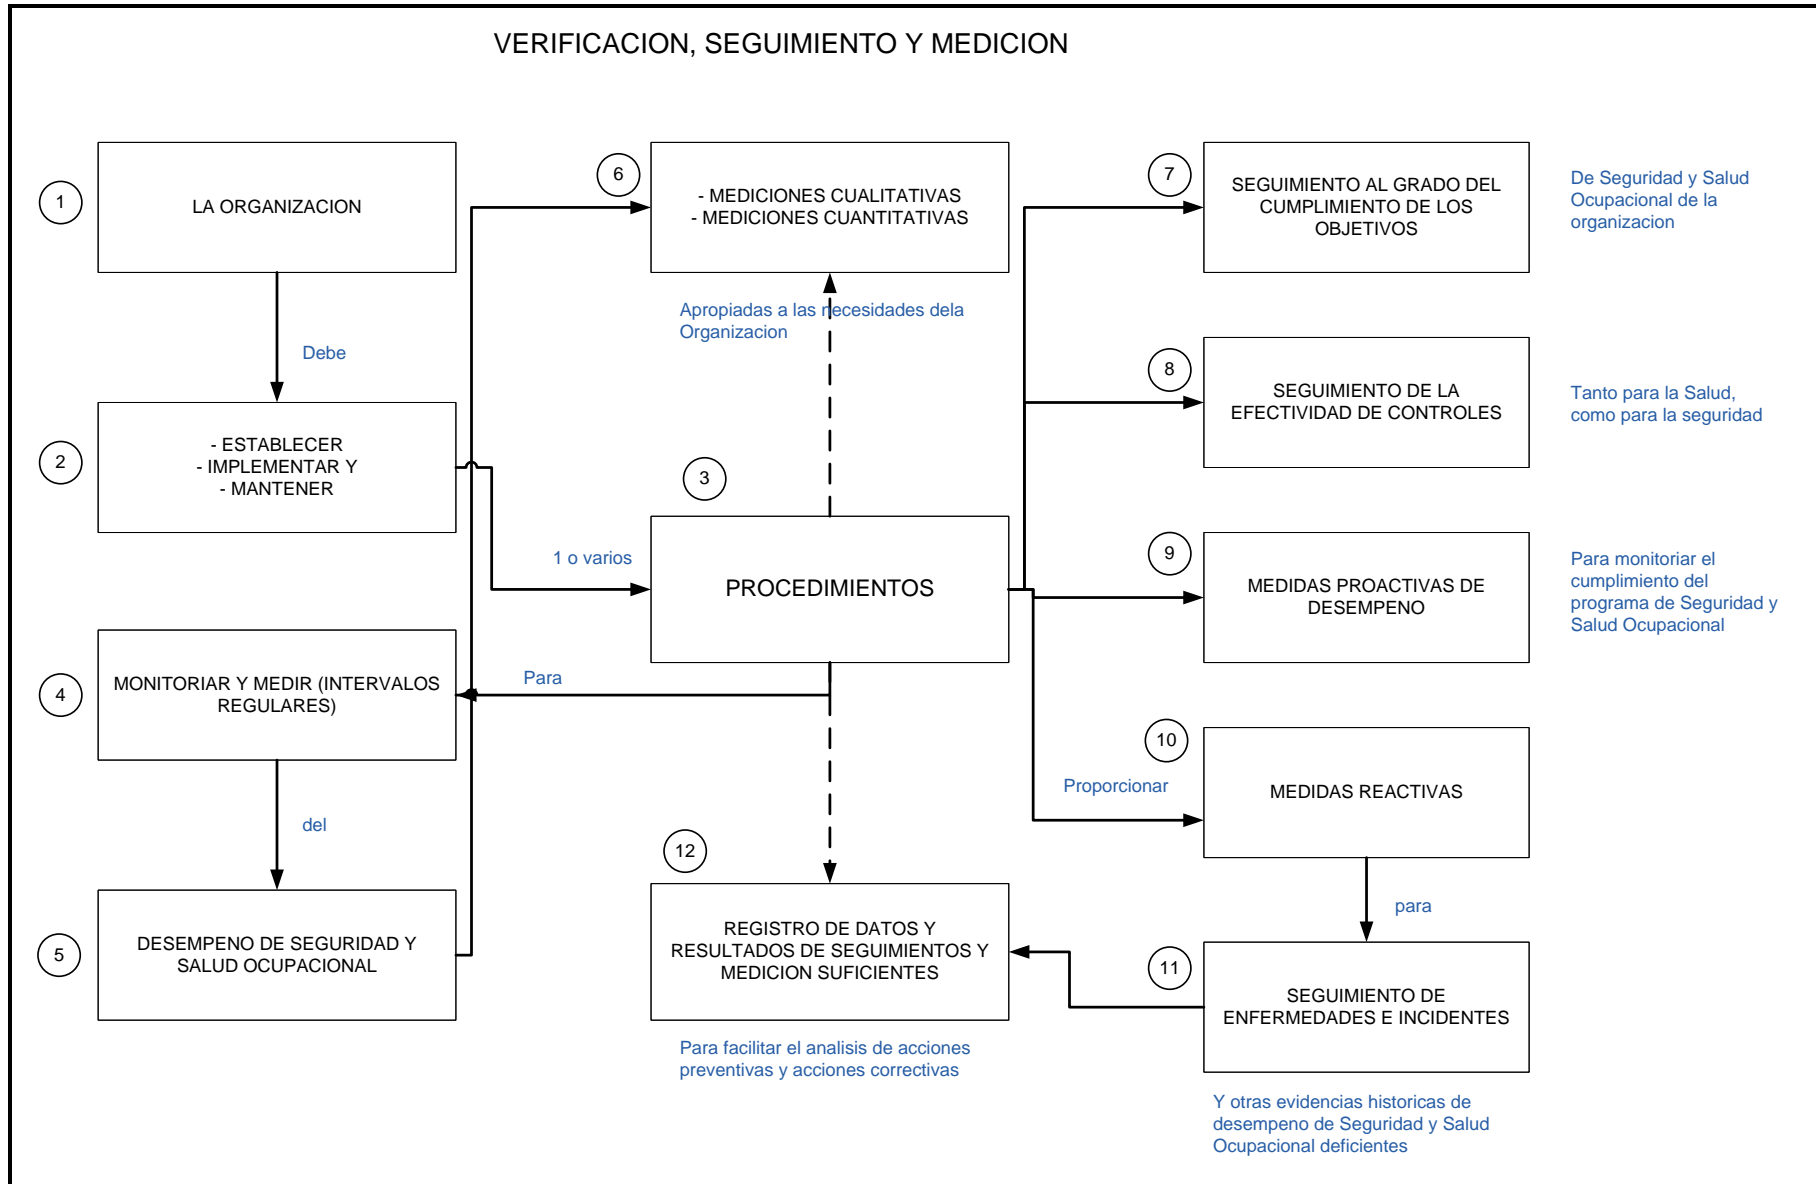 VERIFICACION, SEGUIMIENTO Y MEDICION
1
LA ORGANIZACION
Debe
2
- ESTABLECER
- IMPLEMENTAR Y
- MANTENER
1 o varios
3
PROCEDIMIENTOS
Para
4
MONITORIAR Y MEDIR (INTERVALOS
REGULARES)
del
5
DESEMPENO DE SEGURIDAD Y
SALUD OCUPACIONAL
6
- MEDICIONES CUALITATIVAS
- MEDICIONES CUANTITATIVAS
Apropiadas a las necesidades dela
Organizacion
7
SEGUIMIENTO AL GRADO DEL
CUMPLIMIENTO DE LOS
OBJETIVOS
De Seguridad y Salud
Ocupacional de la
organizacion
8
SEGUIMIENTO DE LA
EFECTIVIDAD DE CONTROLES
Tanto para la Salud,
como para la seguridad
9
MEDIDAS PROACTIVAS DE
DESEMPENO
Para monitoriar el
cumplimiento del
programa de Seguridad y
Salud Ocupacional
10
Proporcionar
MEDIDAS REACTIVAS
para
11
SEGUIMIENTO DE
ENFERMEDADES E INCIDENTES
Y otras evidencias historicas de
desempeno de Seguridad y Salud
Ocupacional deficientes
12
REGISTRO DE DATOS Y
RESULTADOS DE SEGUIMIENTOS Y
MEDICION SUFICIENTES
Para facilitar el analisis de acciones
preventivas y acciones correctivas